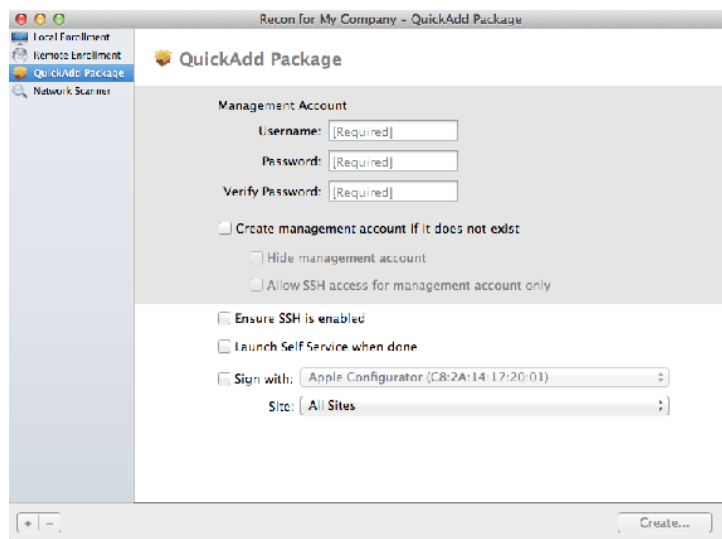 Recon for My Company - QuickAdd Package
Local Enrollment
Remote Enrollment
QuickAdd Package
Network Scanner
QuickAdd Package
Management Account
Username: [Required]
Password: [Required]
Verify Password: [Required]
Create management account if it does not exist
Hide management account
Allow SSH access for management account only
Ensure SSH is enabled
Launch Self Service when done
Sign with: Apple Configurator (C8:2A:14:17:20:01)
Site: All Sites
+ -
Create...